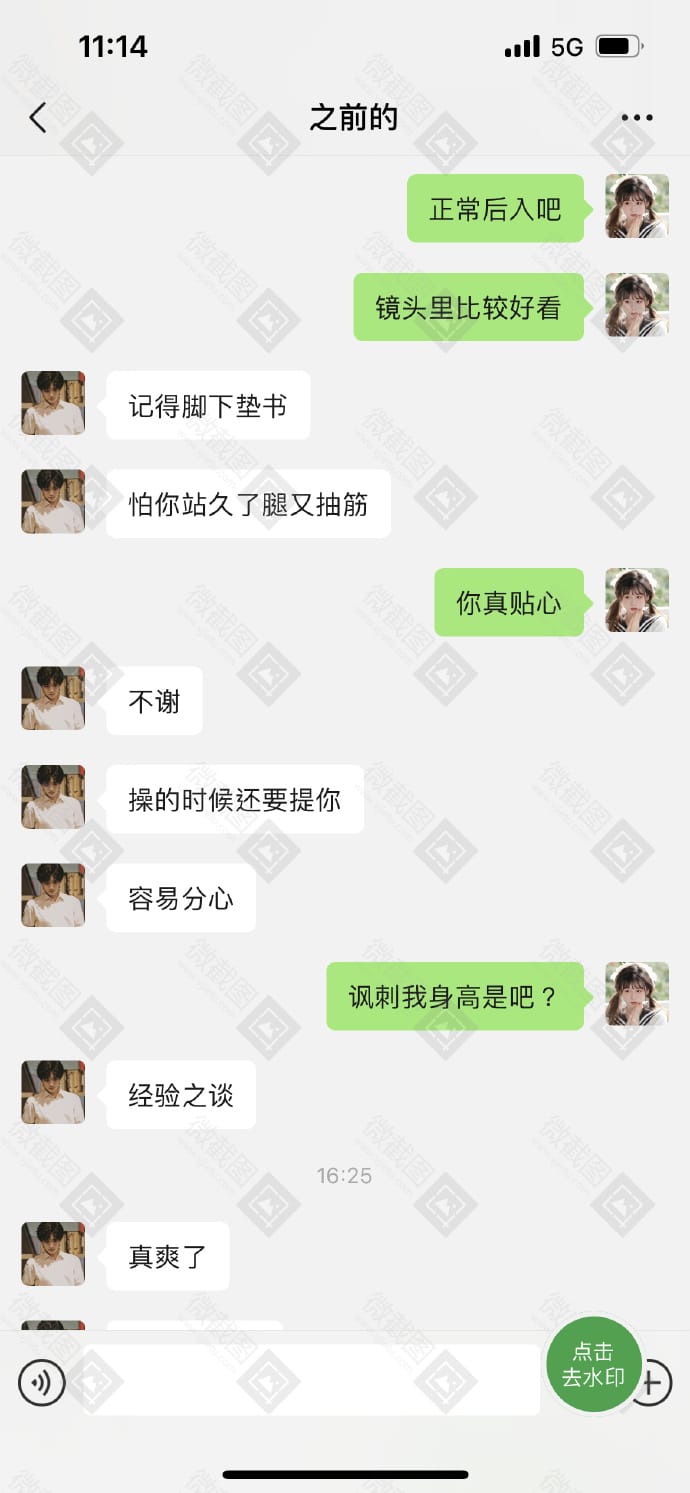 11:14
5G
之前的
正常后入吧
镜头里比较好看
记得脚下垫书
怕你站久了腿又抽筋
你真贴心
不谢
操的时候还要提你
容易分心
讽刺我身高是吧？
经验之谈
16:25
真爽了
点击
去水印
微截图